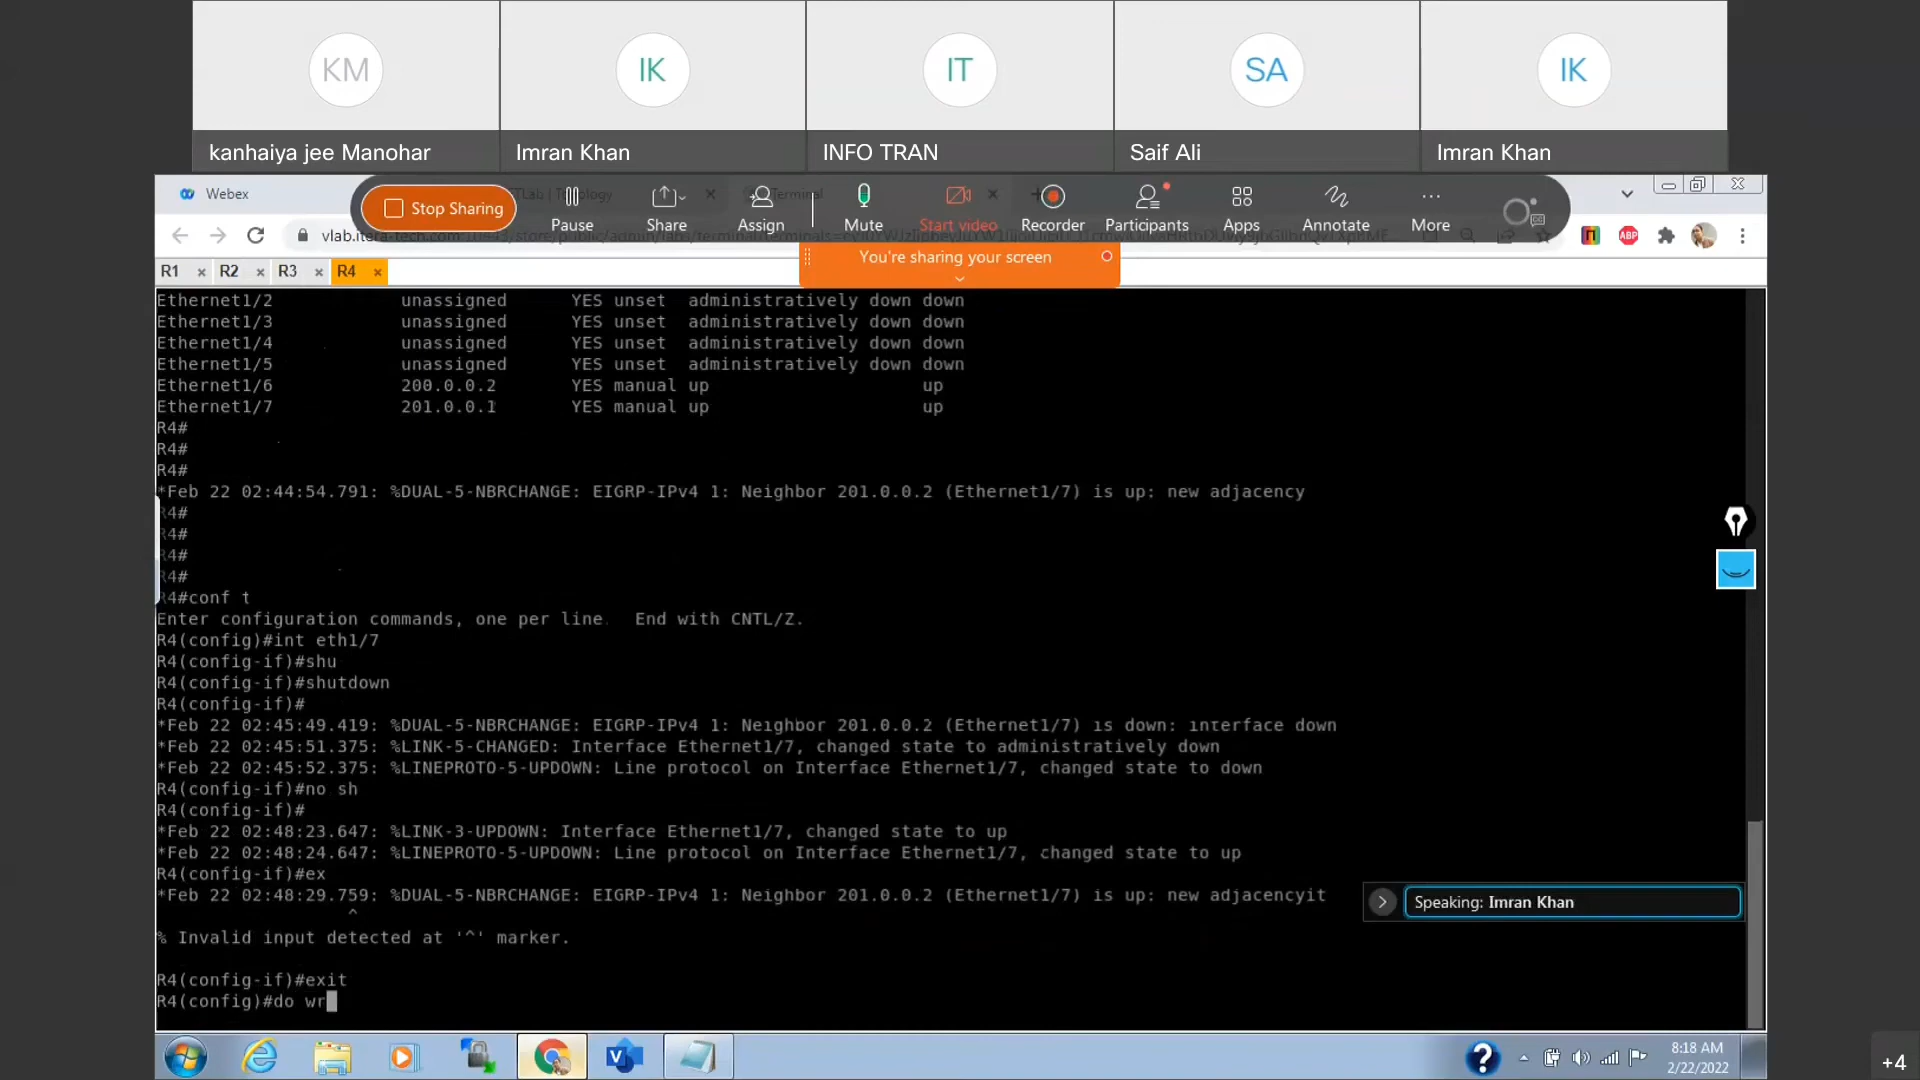 KM
IK
IT
SA
IK
kanhaiya jee Manohar
Imran Khan
INFO TRAN
Saif Ali
Imran Khan
Webex
Stop Sharing
Pause
Share
Assign
Mute
Start video
Recorder
Participants
Apps
Annotate
More
ABP
You're sharing your screen
R1
R2
R3
R4
Ethernet1/2 unassigned YES unset administratively down down
Ethernet1/3 unassigned YES unset administratively down down
Ethernet1/4 unassigned YES unset administratively down down
Ethernet1/5 unassigned YES unset administratively down down
Ethernet1/6 200.0.0.2 YES manual up up
Ethernet1/7 201.0.0.1 YES manual up up
R4#
R4#
R4#
*Feb 22 02:44:54.791: %DUAL-5-NBRCHANGE: EIGRP-IPv4 1: Neighbor 201.0.0.2 (Ethernet1/7) is up: new adjacency
R4#
R4#
R4#
R4#
R4#conf t
Enter configuration commands, one per line. End with CNTL/Z.
R4(config)#int eth1/7
R4(config-if)#shu
R4(config-if)#shutdown
R4(config-if)#
*Feb 22 02:45:49.419: %DUAL-5-NBRCHANGE: EIGRP-IPv4 1: Neighbor 201.0.0.2 (Ethernet1/7) is down: interface down
*Feb 22 02:45:51.375: %LINK-5-CHANGED: Interface Ethernet1/7, changed state to administratively down
*Feb 22 02:45:52.375: %LINEPROTO-5-UPDOWN: Line protocol on Interface Ethernet1/7, changed state to down
R4(config-if)#no sh
R4(config-if)#
*Feb 22 02:48:23.647: %LINK-3-UPDOWN: Interface Ethernet1/7, changed state to up
*Feb 22 02:48:24.647: %LINEPROTO-5-UPDOWN: Line protocol on Interface Ethernet1/7, changed state to up
R4(config-if)#ex
*Feb 22 02:48:29.759: %DUAL-5-NBRCHANGE: EIGRP-IPv4 1: Neighbor 201.0.0.2 (Ethernet1/7) is up: new adjacencyit
^
% Invalid input detected at '^' marker.
R4(config-if)#exit
R4(config)#do wr
Speaking: Imran Khan
8:18 AM
2/22/2022
+4